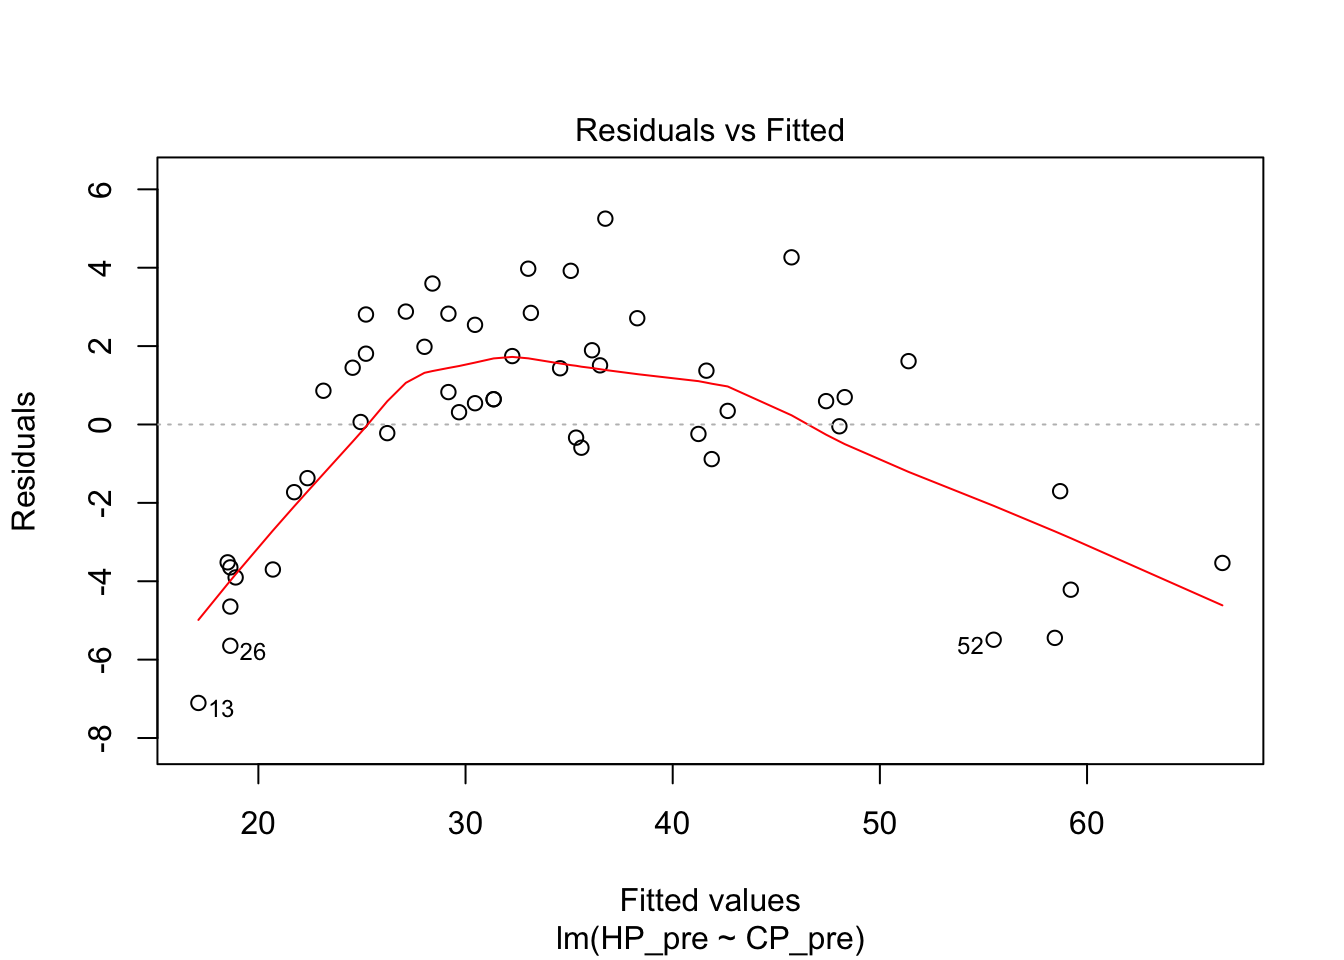 Residuals vs Fitted
Residuals
6
4
2
0
-2
-4
-6
-8
26
13
52
20 30 40 50 60
Fitted values
lm(HP_pre ~ CP_pre)